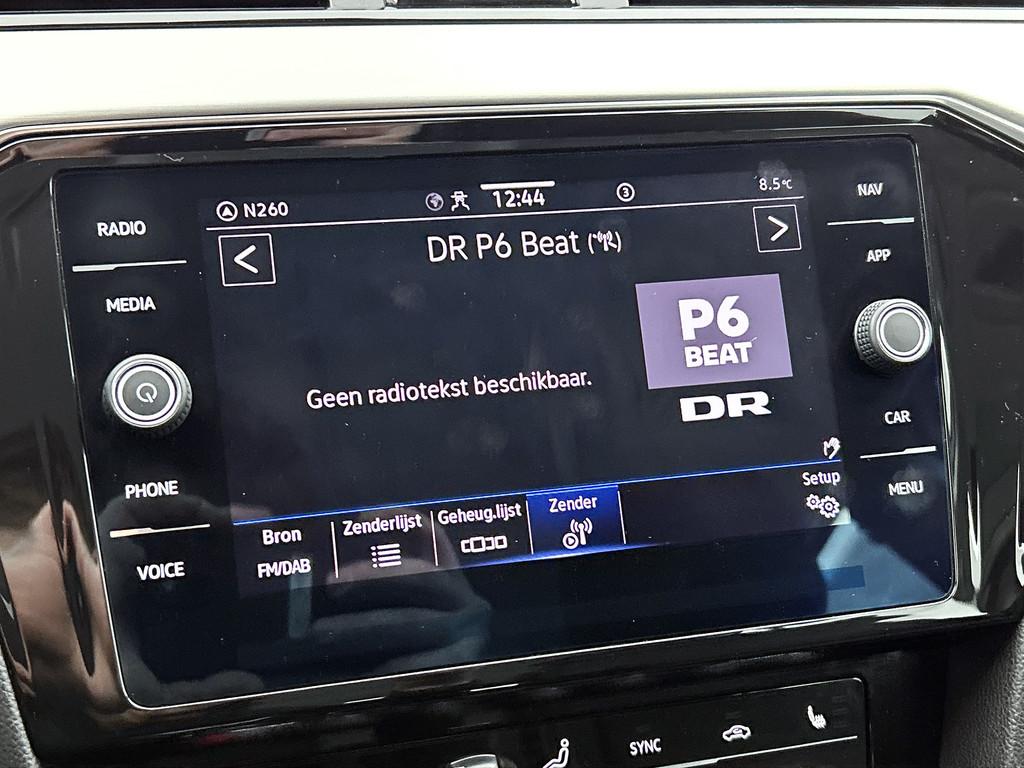 N260
12:44
3
8.5°C
NAV
RADIO
DR P6 Beat
APP
MEDIA
P6
BEAT
Geen radiotekst beschikbaar.
DR
CAR
PHONE
MENU
Setup
Bron
Zenderlijst
Geheug.lijst
Zender
FM/DAB
VOICE
SYNC